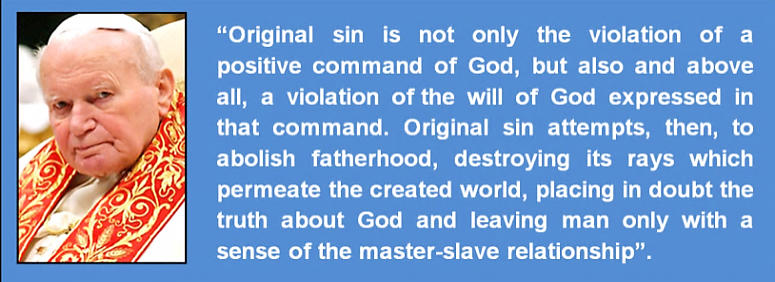 “Original sin is not only the violation of a
positive command of God, but also and above
all, a violation of the will of God expressed in
that command. Original sin attempts, then, to
abolish fatherhood, destroying its rays which
permeate the created world, placing in doubt the
truth about God and leaving man only with a
sense of the master-slave relationship”.